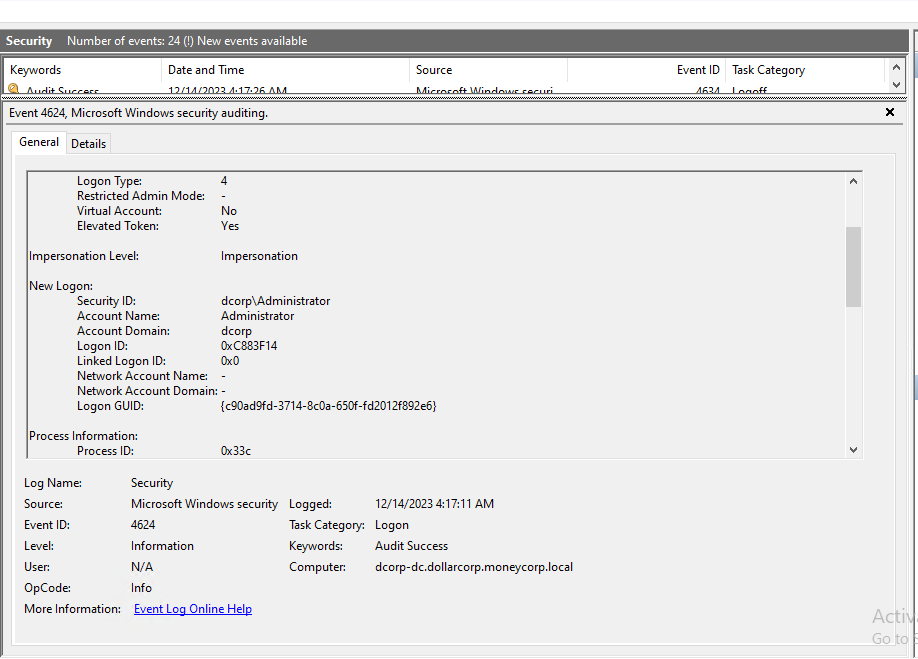 Security Number of events: 24 (!) New events available
Keywords Date and Time Source Event ID Task Category
Audit Success 12/14/2023 4:17:26 AM Microsoft Windows securi 4634 Logoff
Event 4624, Microsoft Windows security auditing.
General Details
Logon Type: 4
Restricted Admin Mode: -
Virtual Account: No
Elevated Token: Yes
Impersonation Level: Impersonation
New Logon:
Security ID: dcorp\Administrator
Account Name: Administrator
Account Domain: dcorp
Logon ID: 0xC883F14
Linked Logon ID: 0x0
Network Account Name: -
Network Account Domain: -
Logon GUID: {c90ad9fd-3714-8c0a-650f-fd2012f892e6}
Process Information:
Process ID: 0x33c
Log Name: Security
Source: Microsoft Windows security Logged: 12/14/2023 4:17:11 AM
Event ID: 4624 Task Category: Logon
Level: Information Keywords: Audit Success
User: N/A Computer: dcorp-dc.dollarcorp.moneycorp.local
OpCode: Info
More Information: Event Log Online Help
Activ
Go to S